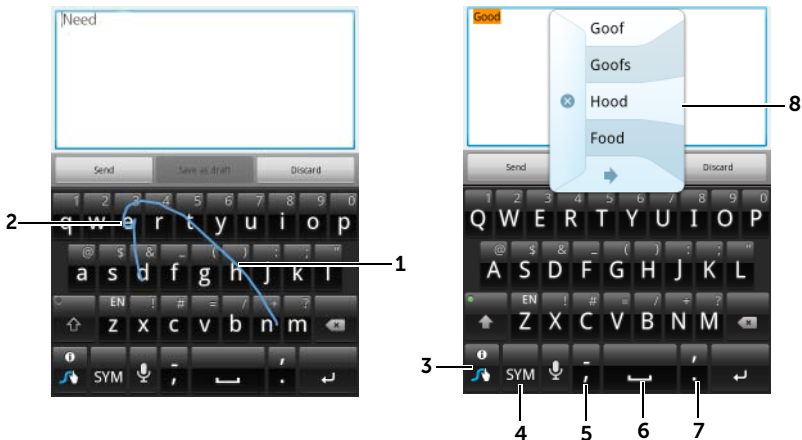 Need
Send Save as draft Discard
1 2 3 4 5 6 7 8 9 0
q w e r t y u i o p
@ $ & _ ( ) : ; "
a s d f g h j k l
EN ! # = / + ?
z x c v b n m
SYM - , ' .
1
2
Good
Goof
Goofs
Hood
Food
8
Send Discard
1 2 3 4 5 6 7 8 9 0
Q W E R T Y U I O P
@ $ & _ ( ) : ; "
A S D F G H J K L
EN ! # = / + ?
Z X C V B N M
SYM - , ' .
3
4 5 6 7